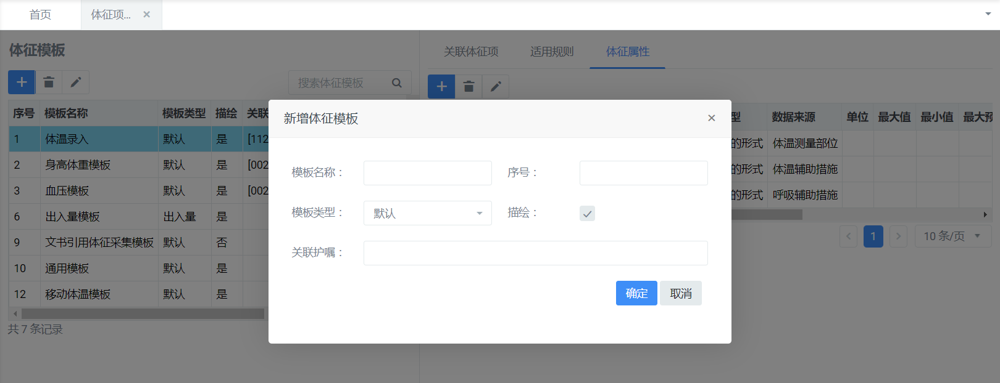 首页
体征项...
体征模板
搜索体征模板
序号 模板名称 模板类型 描绘 关联
1 体温录入 默认 是 [112
2 身高体重模板 默认 是 [002
3 血压模板 默认 是 [002
6 出入量模板 出入量 是
9 文书引用体征采集模板 默认 否
10 通用模板 默认 是
12 移动体温模板 默认 是
共 7 条记录
关联体征项 适用规则 体征属性
型 数据来源 单位 最大值 最小值 最大预
的形式 体温测量部位
的形式 体温辅助措施
的形式 呼吸辅助措施
1 10 条/页
新增体征模板
模板名称： 序号：
模板类型： 默认 描绘：
关联护嘱：
确定 取消